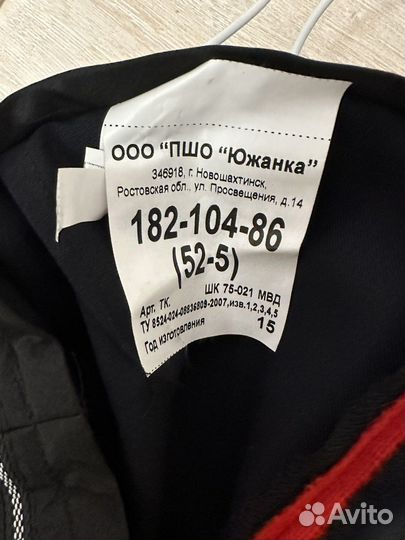 ООО "ПШО "Южанка"
346918, г. Новошахтинск,
Ростовская обл., ул. Просвещения, д.14
182-104-86
(52-5)
ШК 75-021 МВД
Арт. ТК.
ТУ 8524-024-08836809-2007,изв.1,2,3,4,5
Год изготовления 15
Avito